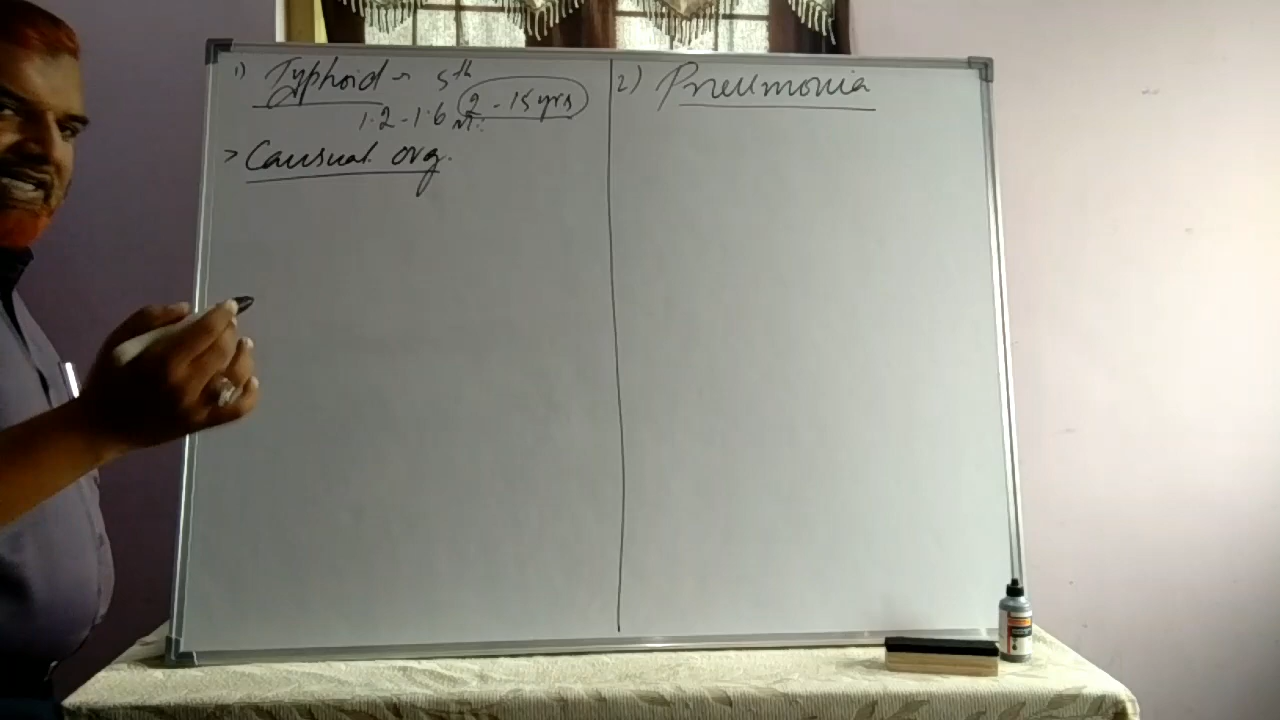 1) Typhoid - 5th
1.2 - 1.6 2 - 15 yrs
> Causual org.
2) Pneumonia